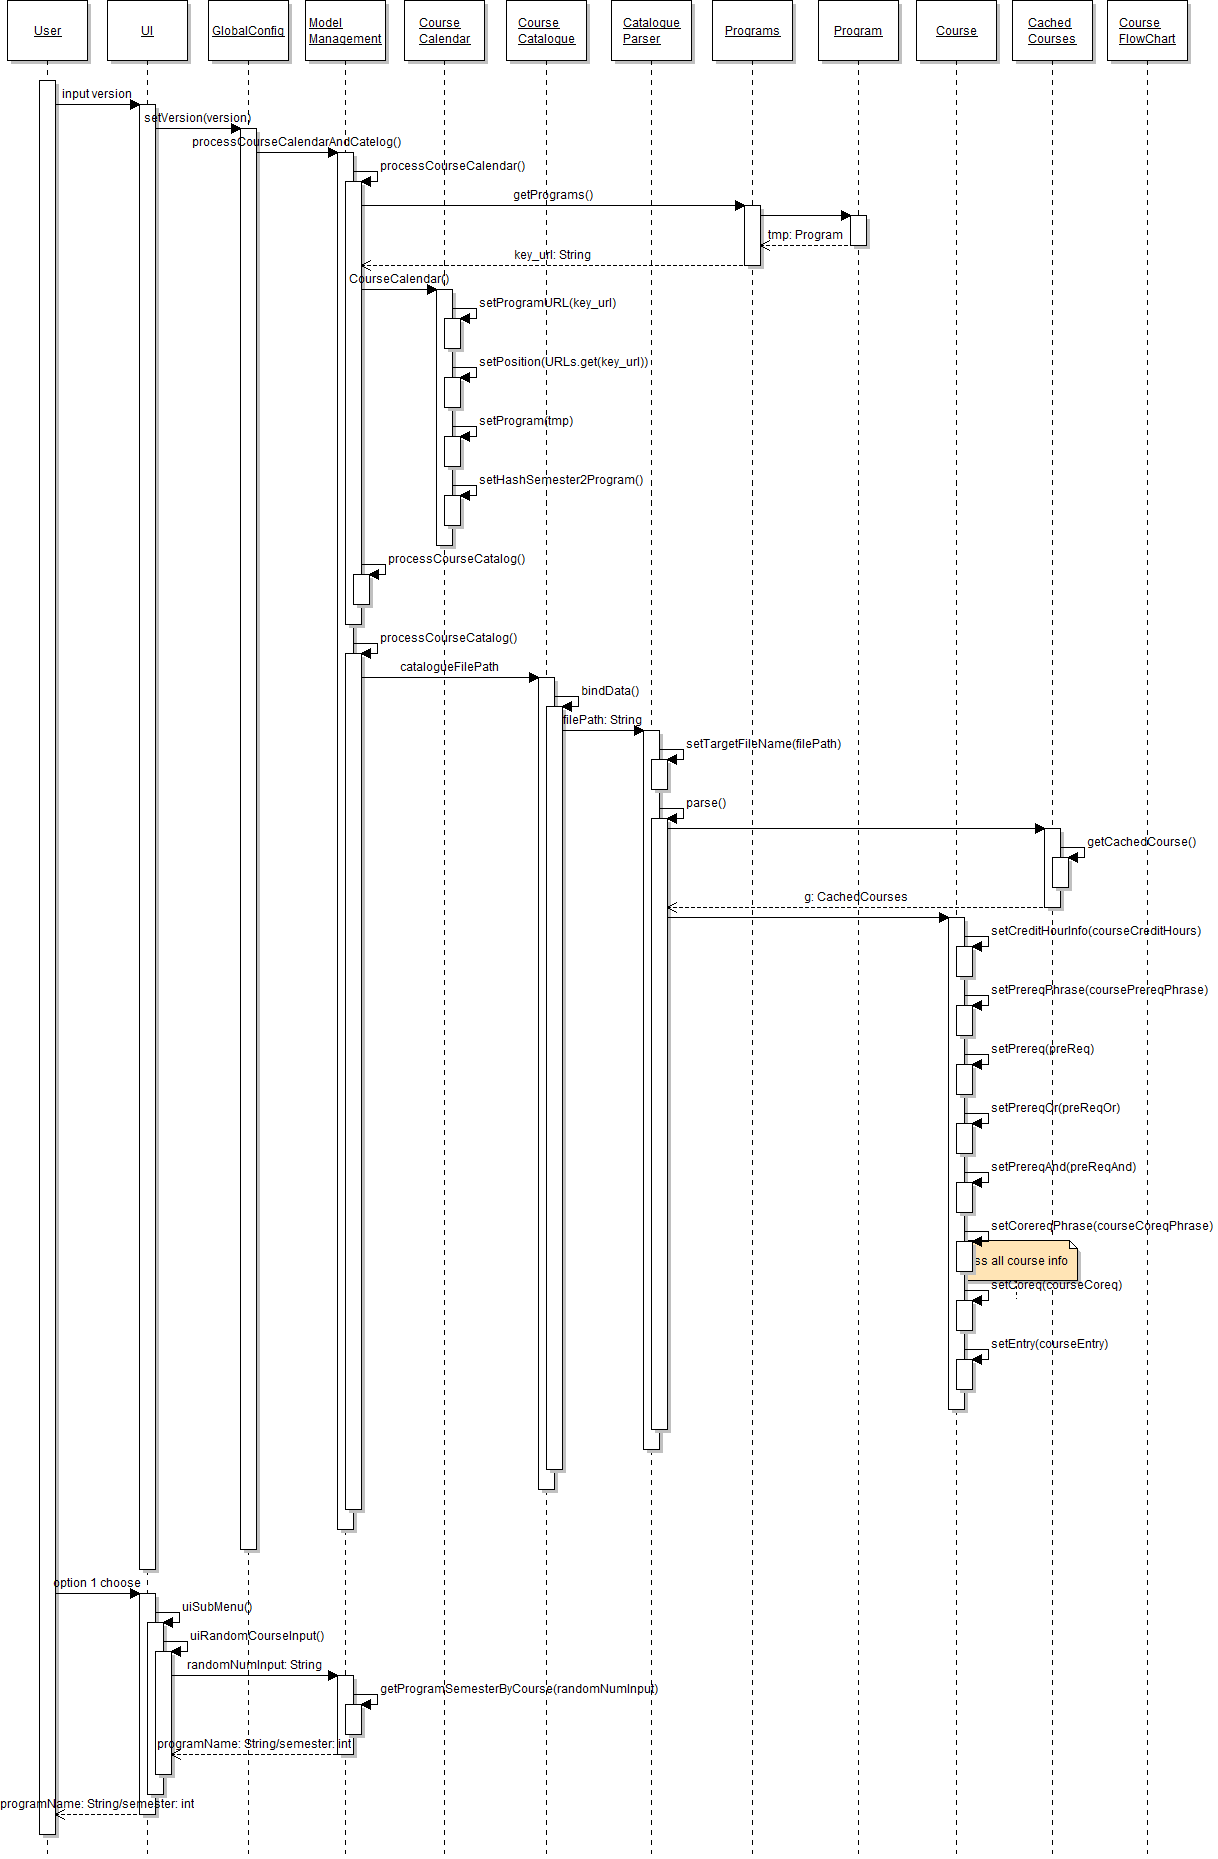 User
UI
GlobalConfig
Model
Management
Course
Calendar
Course
Catalogue
Catalogue
Parser
Programs
Program
Course
Cached
Courses
Course
FlowChart
input version
setVersion(version)
processCourseCalendarAndCatelog()
processCourseCalendar()
getPrograms()
tmp: Program
key_url: String
CourseCalendar()
setProgramURL(key_url)
setPosition(URLs.get(key_url))
setProgram(tmp)
setHashSemester2Program()
processCourseCatalog()
processCourseCatalog()
catalogueFilePath
bindData()
filePath: String
setTargetFileName(filePath)
parse()
getCachedCourse()
g: CachedCourses
setCreditHourInfo(courseCreditHours)
setPrereqPhrase(coursePrereqPhrase)
setPrereq(preReq)
setPrereqOr(preReqOr)
setPrereqAnd(preReqAnd)
setCorereqPhrase(courseCoreqPhrase)
ss all course info
setCoreq(courseCoreq)
setEntry(courseEntry)
option 1 choose
uiSubMenu()
uiRandomCourseInput()
randomNumInput: String
getProgramSemesterByCourse(randomNumInput)
programName: String/semester: int
programName: String/semester: int